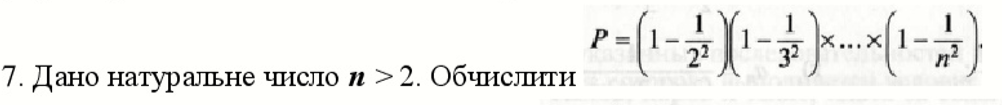 7. Дано натуральне число n > 2. Обчислити P = (1 − 1/2²)(1 − 1/3²)×...×(1 − 1/n²).